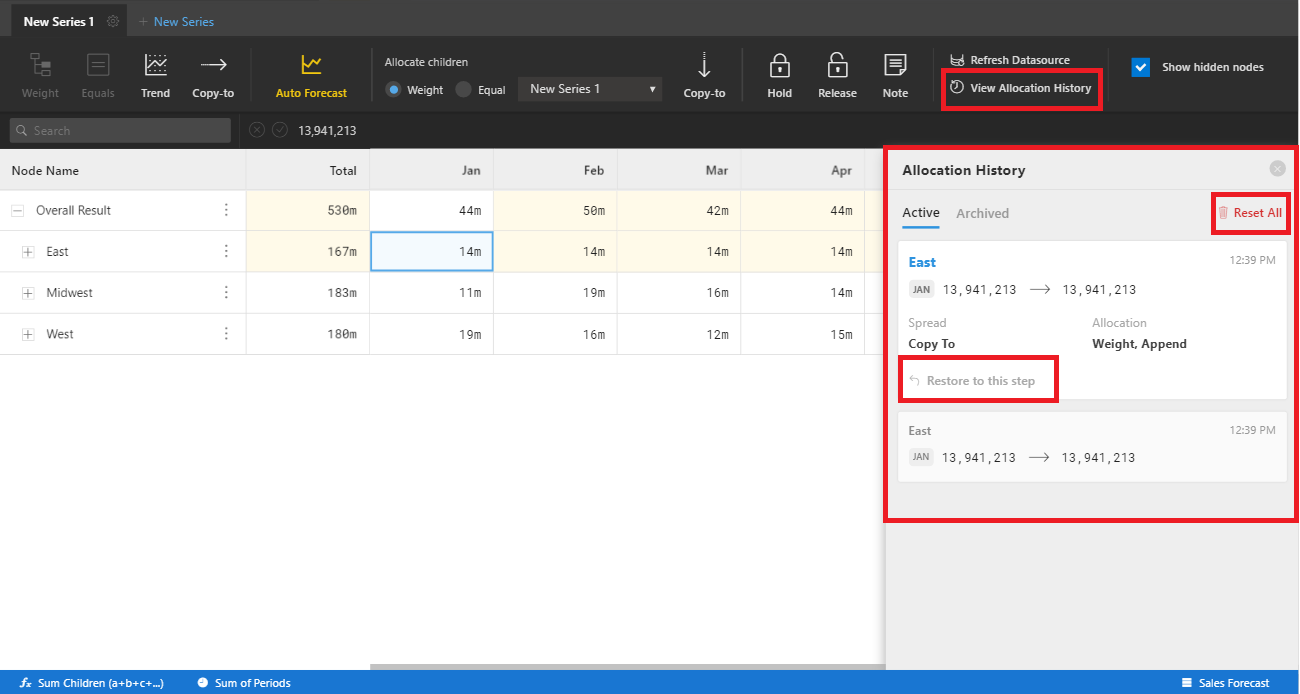 New Series 1
+ New Series
Weight
Equals
Trend
Copy-to
Auto Forecast
Allocate children
Weight
Equal
New Series 1
Copy-to
Hold
Release
Note
Refresh Datasource
View Allocation History
Show hidden nodes
Search
13,941,213
Node Name Total Jan Feb Mar Apr
Overall Result 530m 44m 50m 42m 44m
East 167m 14m 14m 14m 14m
Midwest 183m 11m 19m 16m 14m
West 180m 19m 16m 12m 15m
Allocation History
Active Archived Reset All
East 12:39 PM
JAN 13,941,213 → 13,941,213
Spread Allocation
Copy To Weight, Append
Restore to this step
East 12:39 PM
JAN 13,941,213 → 13,941,213
fx Sum Children (a+b+c+...) Sum of Periods Sales Forecast